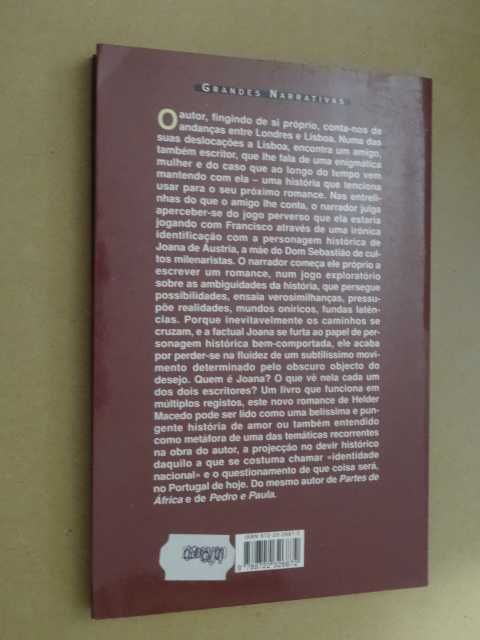 GRANDES NARRATIVAS
O autor, fingindo de si próprio, conta-nos de
andanças entre Londres e Lisboa. Numa das
suas deslocações a Lisboa, encontra um amigo,
também escritor, que lhe fala de uma enigmática
mulher e do caso que ao longo do tempo vem
mantendo com ela – uma história que tenciona
usar para o seu próximo romance. Nas entreli-
nhas do que o amigo lhe conta, o narrador julga
aperceber-se do jogo perverso que ela estaria
jogando com Francisco através de uma irónica
identificação com a personagem histórica de
Joana de Áustria, a mãe do Dom Sebastião de cul-
tos milenaristas. O narrador começa ele próprio a
escrever um romance, num jogo exploratório
sobre as ambiguidades da história, que persegue
possibilidades, ensaia verosimilhanças, pressu-
põe realidades, mundos oníricos, fundas latên-
cias. Porque inevitavelmente os caminhos se
cruzam, e a factual Joana se furta ao papel de per-
sonagem histórica bem-comportada, ele acaba
por perder-se na fluidez de um subtilíssimo movi-
mento determinado pelo obscuro objecto do
desejo. Quem é Joana? O que vê nela cada um
dos dois escritores? Um livro que funciona em
múltiplos registos, este novo romance de Helder
Macedo pode ser lido como uma belíssima e pun-
gente história de amor ou também entendido
como metáfora de uma das temáticas recorrentes
na obra do autor, a projecção no devir histórico
daquilo a que se costuma chamar «identidade
nacional» e o questionamento de que coisa será,
no Portugal de hoje. Do mesmo autor de Partes de
África e de Pedro e Paula.